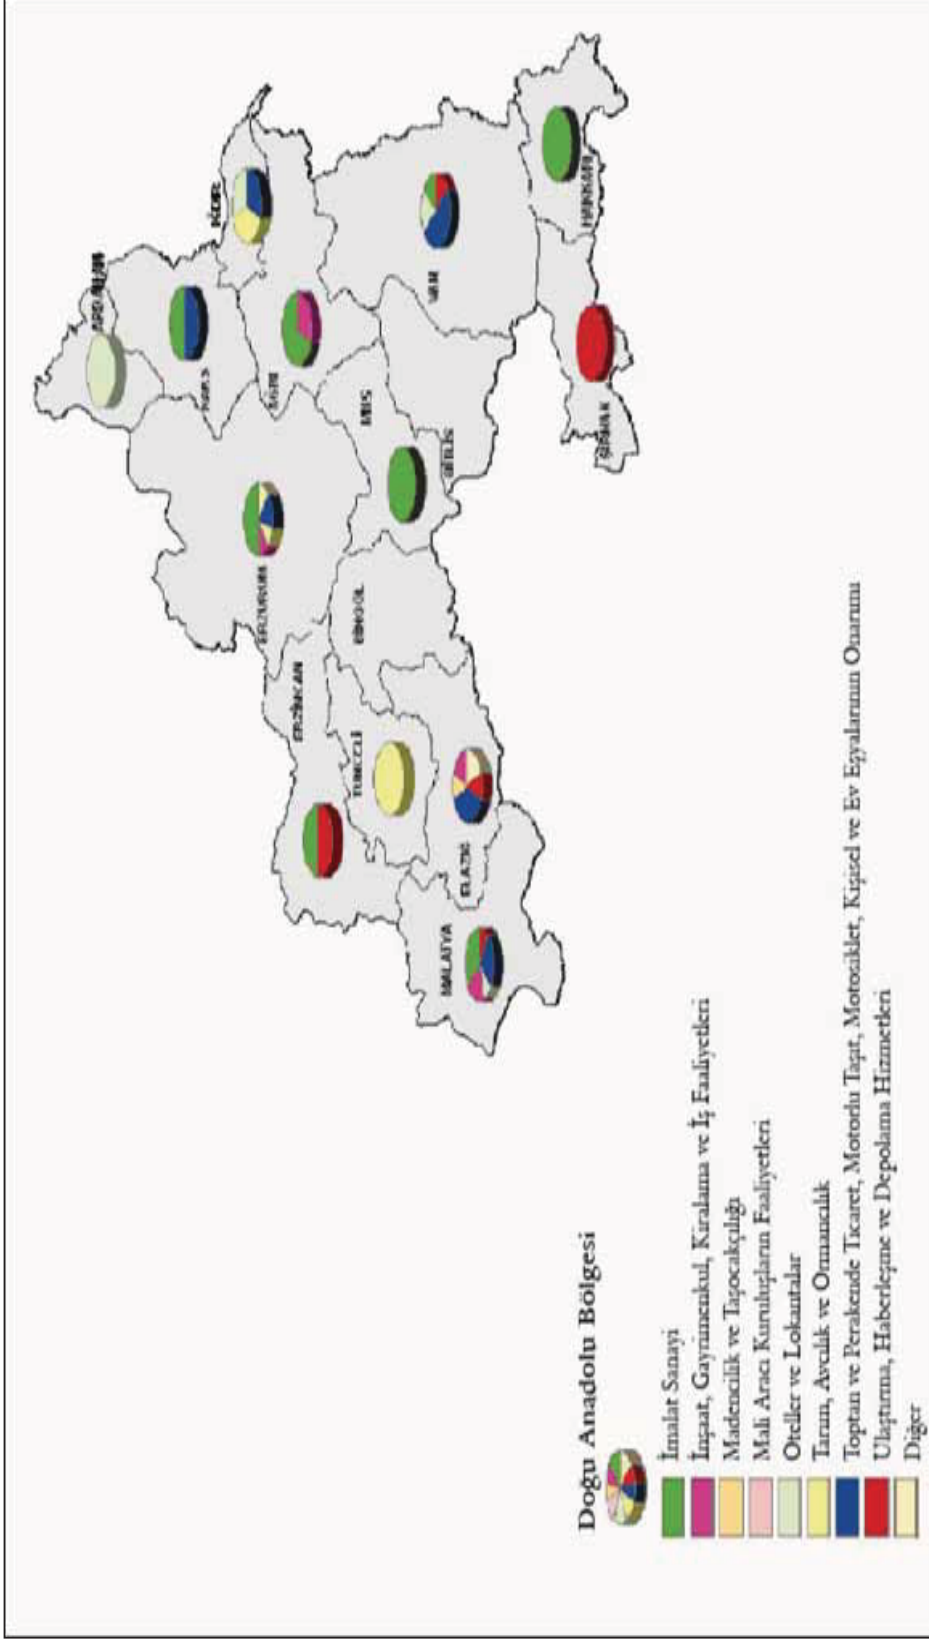 ARDAHAN
KARS
IĞDIR
AĞRI
ERZURUM
ERZİNCAN
MUŞ
BİNGÖL
TUNCELİ
BİTLİS
VAN
MALATYA
ELAZIĞ
HAKKARİ
ŞIRNAK
Doğu Anadolu Bölgesi
İmalat Sanayi
İnşaat, Gayrimenkul, Kiralama ve İş Faaliyetleri
Madencilik ve Taşocakçılığı
Mali Aracı Kuruluşların Faaliyetleri
Oteller ve Lokantalar
Tarım, Avcılık ve Ormancılık
Toptan ve Perakende Ticaret, Motorlu Taşıt, Motosiklet, Kişisel ve Ev Eşyalarının Onarımı
Ulaştırma, Haberleşme ve Depolama Hizmetleri
Diğer